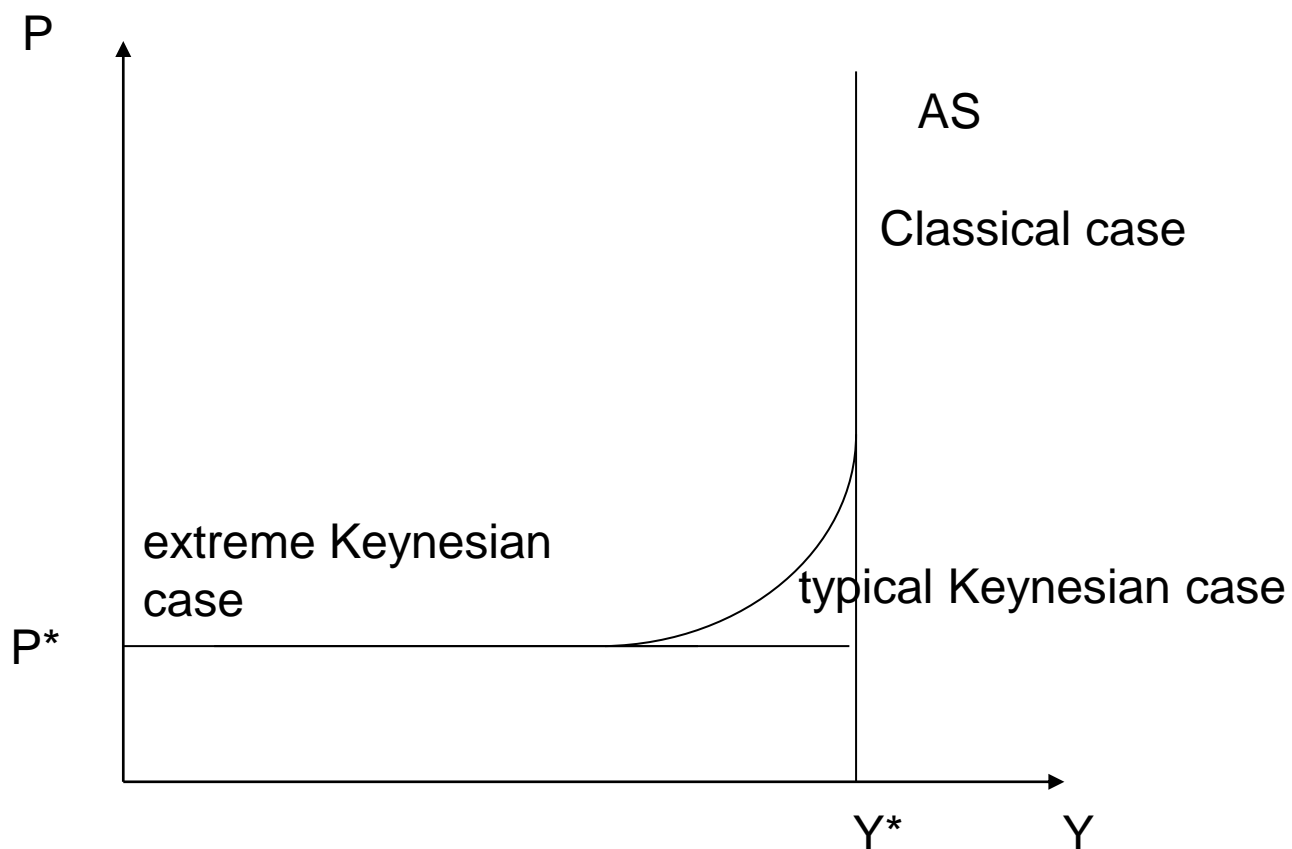 P
AS
Classical case
extreme Keynesian
case
typical Keynesian case
P*
Y*
Y